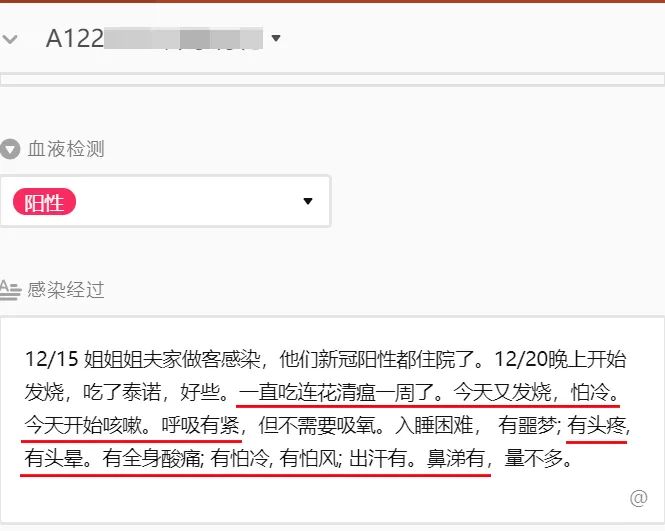 A122
血液检测
阳性
感染经过
12/15 姐姐姐夫家做客感染，他们新冠阳性都住院了。12/20晚上开始
发烧，吃了泰诺，好些。一直吃连花清瘟一周了。今天又发烧，怕冷。
今天开始咳嗽。呼吸有紧，但不需要吸氧。入睡困难， 有噩梦; 有头疼,
有头晕。有全身酸痛; 有怕冷, 有怕风; 出汗有。鼻涕有，量不多。
@